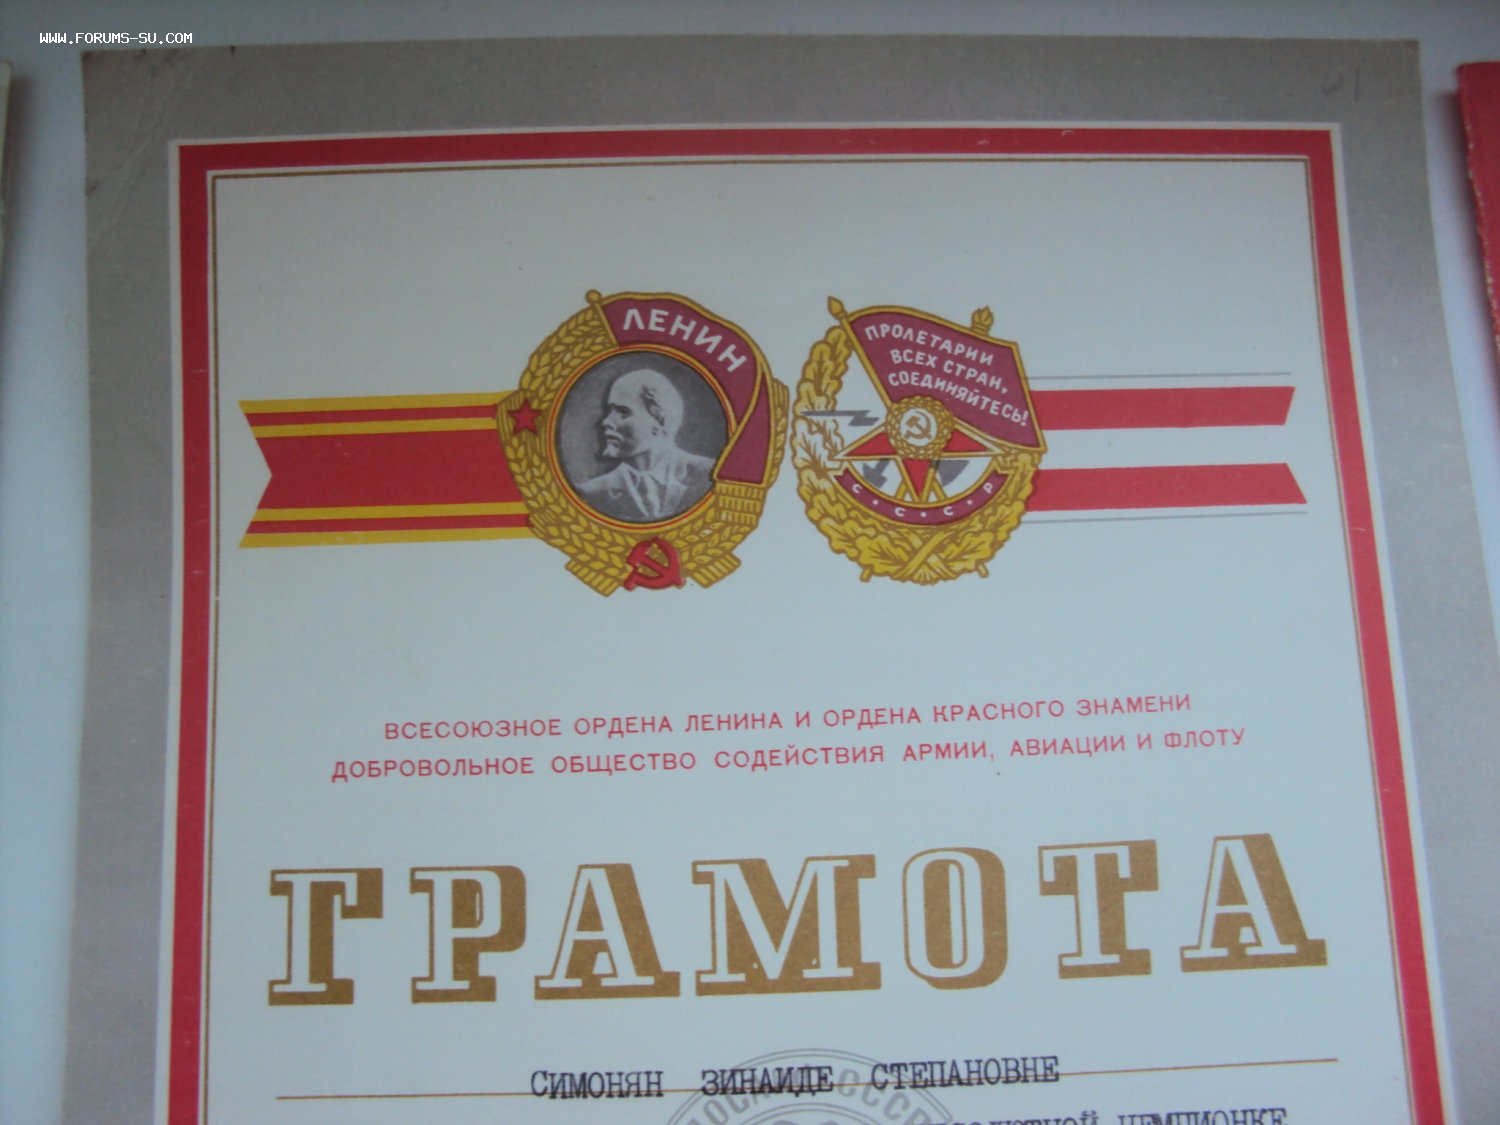 WWW.FORUMS-SU.COM
ЛЕНИН
ПРОЛЕТАРИИ
ВСЕХ СТРАН,
СОЕДИНЯЙТЕСЬ!
С·С·С·Р
ВСЕСОЮЗНОЕ ОРДЕНА ЛЕНИНА И ОРДЕНА КРАСНОГО ЗНАМЕНИ
ДОБРОВОЛЬНОЕ ОБЩЕСТВО СОДЕЙСТВИЯ АРМИИ, АВИАЦИИ И ФЛОТУ
ГРАМОТА
СИМОНЯН ЗИНАИДЕ СТЕПАНОВНЕ
ЧЕМПИОНКЕ